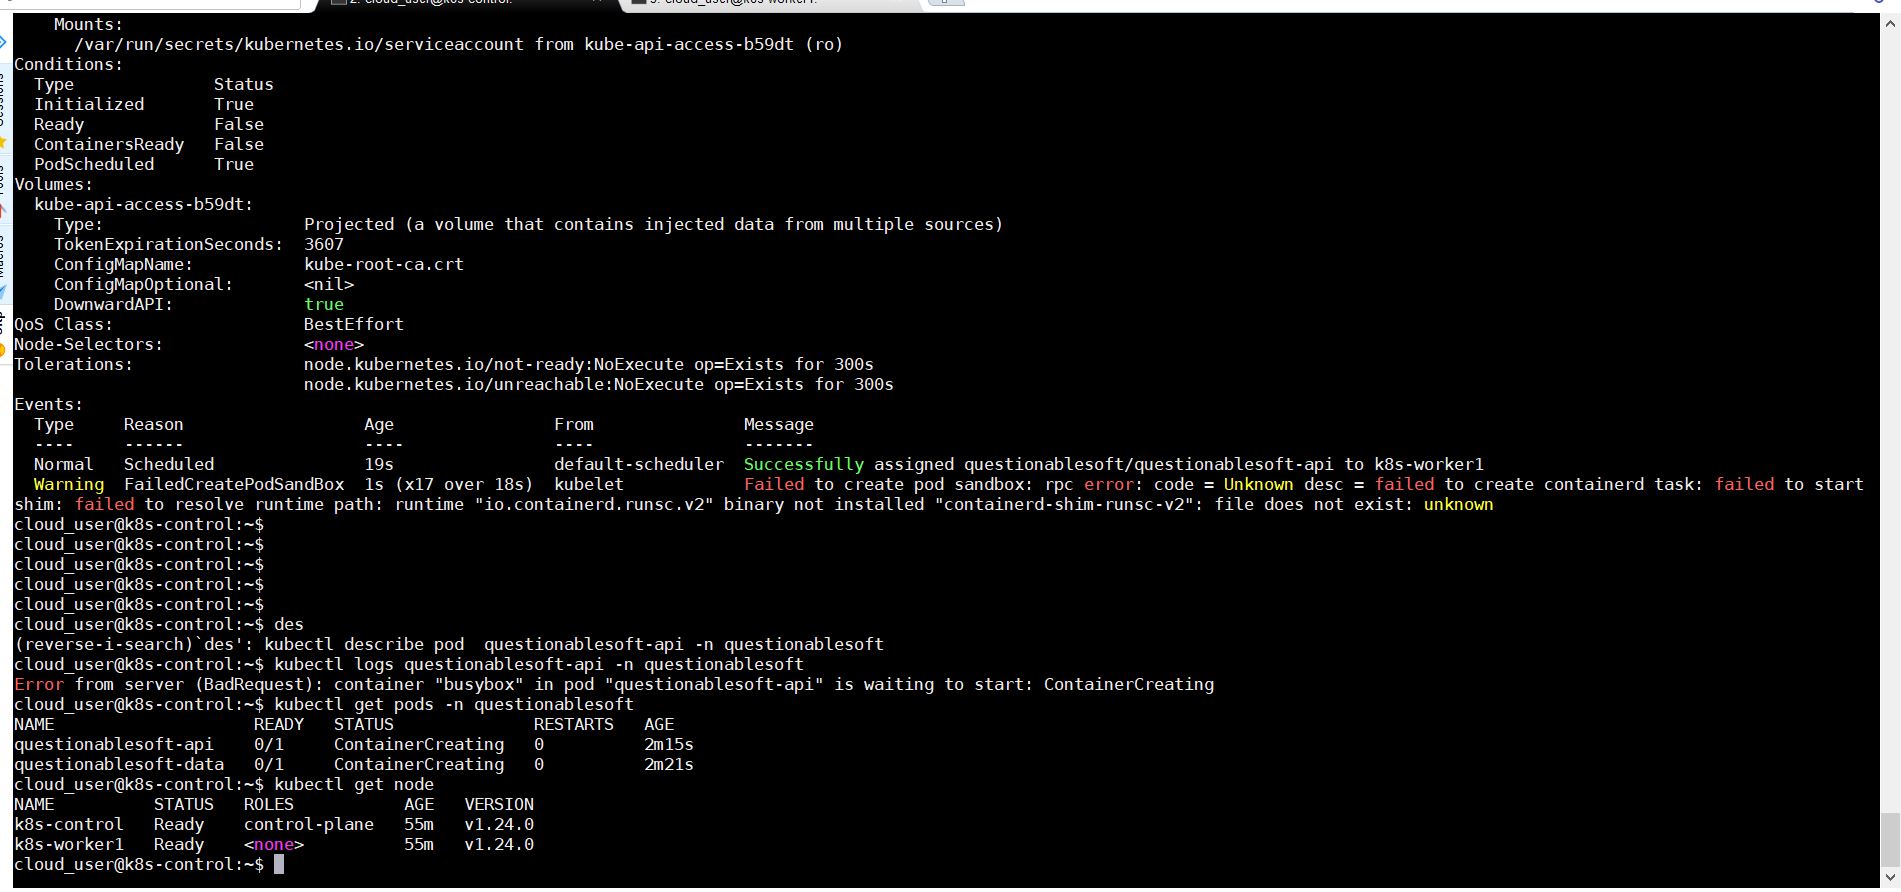 Mounts:
/var/run/secrets/kubernetes.io/serviceaccount from kube-api-access-b59dt (ro)
Conditions:
Type Status
Initialized True
Ready False
ContainersReady False
PodScheduled True
Volumes:
kube-api-access-b59dt:
Type: Projected (a volume that contains injected data from multiple sources)
TokenExpirationSeconds: 3607
ConfigMapName: kube-root-ca.crt
ConfigMapOptional: <nil>
DownwardAPI: true
QoS Class: BestEffort
Node-Selectors: <none>
Tolerations: node.kubernetes.io/not-ready:NoExecute op=Exists for 300s
node.kubernetes.io/unreachable:NoExecute op=Exists for 300s
Events:
Type Reason Age From Message
---- ------ ---- ---- -------
Normal Scheduled 19s default-scheduler Successfully assigned questionablesoft/questionablesoft-api to k8s-worker1
Warning FailedCreatePodSandBox 1s (x17 over 18s) kubelet Failed to create pod sandbox: rpc error: code = Unknown desc = failed to create containerd task: failed to start
shim: failed to resolve runtime path: runtime "io.containerd.runsc.v2" binary not installed "containerd-shim-runsc-v2": file does not exist: unknown
cloud_user@k8s-control:~$
cloud_user@k8s-control:~$
cloud_user@k8s-control:~$
cloud_user@k8s-control:~$
cloud_user@k8s-control:~$
cloud_user@k8s-control:~$ des
(reverse-i-search)`des': kubectl describe pod  questionablesoft-api -n questionablesoft
cloud_user@k8s-control:~$ kubectl logs questionablesoft-api -n questionablesoft
Error from server (BadRequest): container "busybox" in pod "questionablesoft-api" is waiting to start: ContainerCreating
cloud_user@k8s-control:~$ kubectl get pods -n questionablesoft
NAME READY STATUS RESTARTS AGE
questionablesoft-api 0/1 ContainerCreating 0 2m15s
questionablesoft-data 0/1 ContainerCreating 0 2m21s
cloud_user@k8s-control:~$ kubectl get node
NAME STATUS ROLES AGE VERSION
k8s-control Ready control-plane 55m v1.24.0
k8s-worker1 Ready <none> 55m v1.24.0
cloud_user@k8s-control:~$